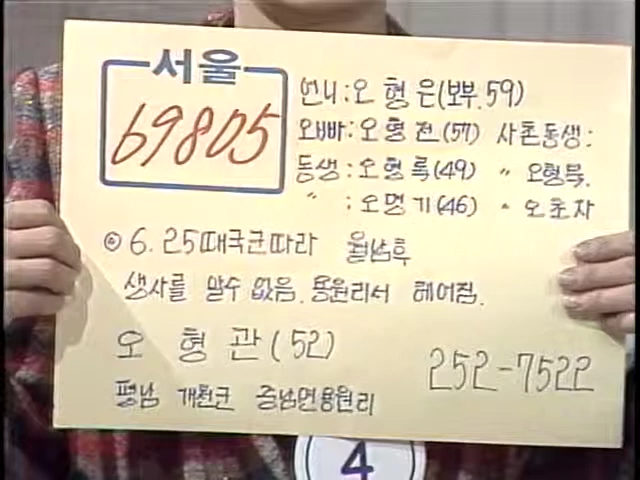 서울
69805
언니:오 형 은(보부.59)
오빠:오형전(57) 사촌동생:
동생:오형록(49) 〃 오형특.
〃 :오명기(46) 〃 오초자
◎ 6.25때국군따라 월남후
생사를 알수 없음. 용원리서 헤어짐.
오 형 관(52)
252-7522
평남 개천군 중남면용원리
4